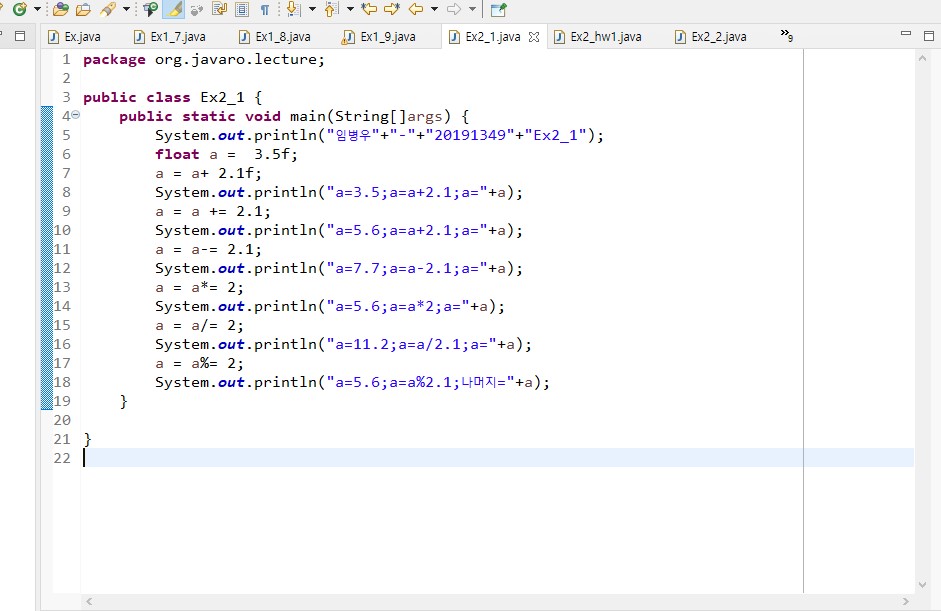 Ex.java Ex1_7.java Ex1_8.java Ex1_9.java Ex2_1.java Ex2_hw1.java Ex2_2.java »9
1 package org.javaro.lecture;
2
3 public class Ex2_1 {
4 public static void main(String[]args) {
5 System.out.println("임병우"+"-"+"20191349"+"Ex2_1");
6 float a =  3.5f;
7 a = a+ 2.1f;
8 System.out.println("a=3.5;a=a+2.1;a="+a);
9 a = a += 2.1;
10 System.out.println("a=5.6;a=a+2.1;a="+a);
11 a = a-= 2.1;
12 System.out.println("a=7.7;a=a-2.1;a="+a);
13 a = a*= 2;
14 System.out.println("a=5.6;a=a*2;a="+a);
15 a = a/= 2;
16 System.out.println("a=11.2;a=a/2.1;a="+a);
17 a = a%= 2;
18 System.out.println("a=5.6;a=a%2.1;나머지="+a);
19 }
20
21 }
22